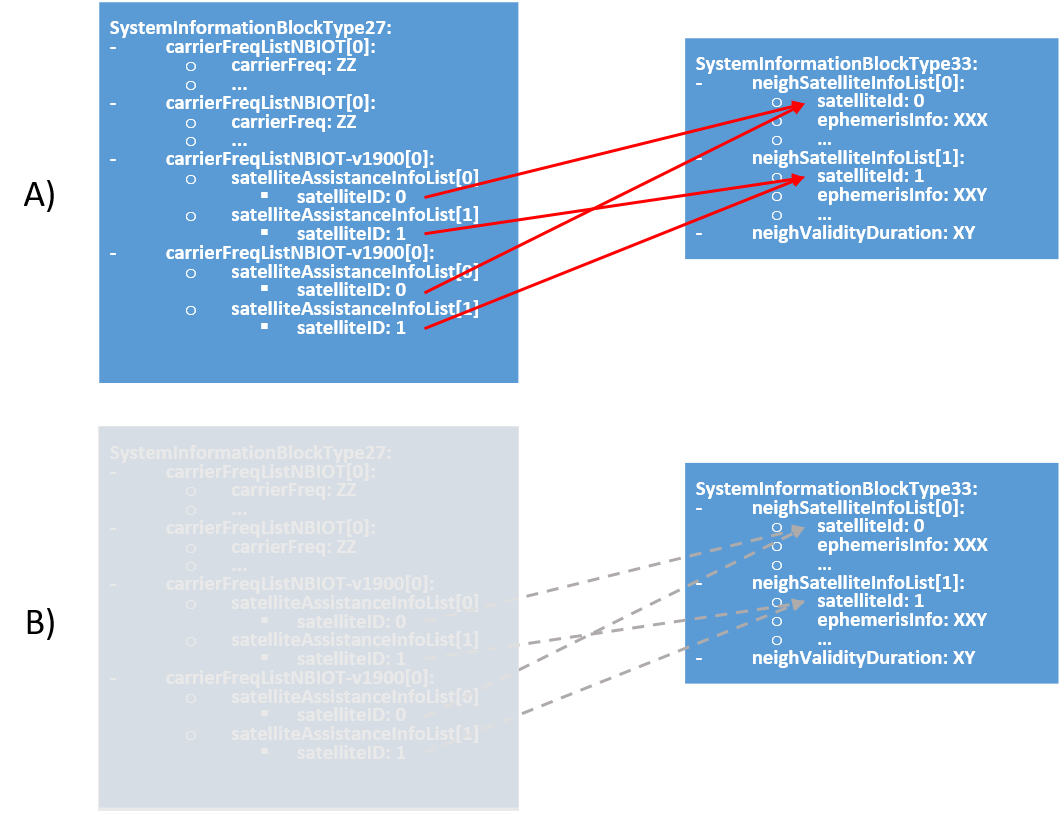 A)
SystemInformationBlockType27:
- carrierFreqListNBIOT[0]:
o carrierFreq: ZZ
o ...
- carrierFreqListNBIOT[0]:
o carrierFreq: ZZ
o ...
- carrierFreqListNBIOT-v1900[0]:
o satelliteAssistanceInfoList[0]
▪ satelliteID: 0
o satelliteAssistanceInfoList[1]
▪ satelliteID: 1
- carrierFreqListNBIOT-v1900[0]:
o satelliteAssistanceInfoList[0]
▪ satelliteID: 0
o satelliteAssistanceInfoList[1]
▪ satelliteID: 1
SystemInformationBlockType33:
- neighSatelliteInfoList[0]:
o satelliteId: 0
o ephemerisInfo: XXX
o ...
- neighSatelliteInfoList[1]:
o satelliteId: 1
o ephemerisInfo: XXY
o ...
- neighValidityDuration: XY
B)
SystemInformationBlockType27:
- carrierFreqListNBIOT[0]:
o carrierFreq: ZZ
o ...
- carrierFreqListNBIOT[0]:
o carrierFreq: ZZ
o ...
- carrierFreqListNBIOT-v1900[0]:
o satelliteAssistanceInfoList[0]
▪ satelliteID: 0
o satelliteAssistanceInfoList[1]
▪ satelliteID: 1
- carrierFreqListNBIOT-v1900[0]:
o satelliteAssistanceInfoList[0]
▪ satelliteID: 0
o satelliteAssistanceInfoList[1]
▪ satelliteID: 1
SystemInformationBlockType33:
- neighSatelliteInfoList[0]:
o satelliteId: 0
o ephemerisInfo: XXX
o ...
- neighSatelliteInfoList[1]:
o satelliteId: 1
o ephemerisInfo: XXY
o ...
- neighValidityDuration: XY